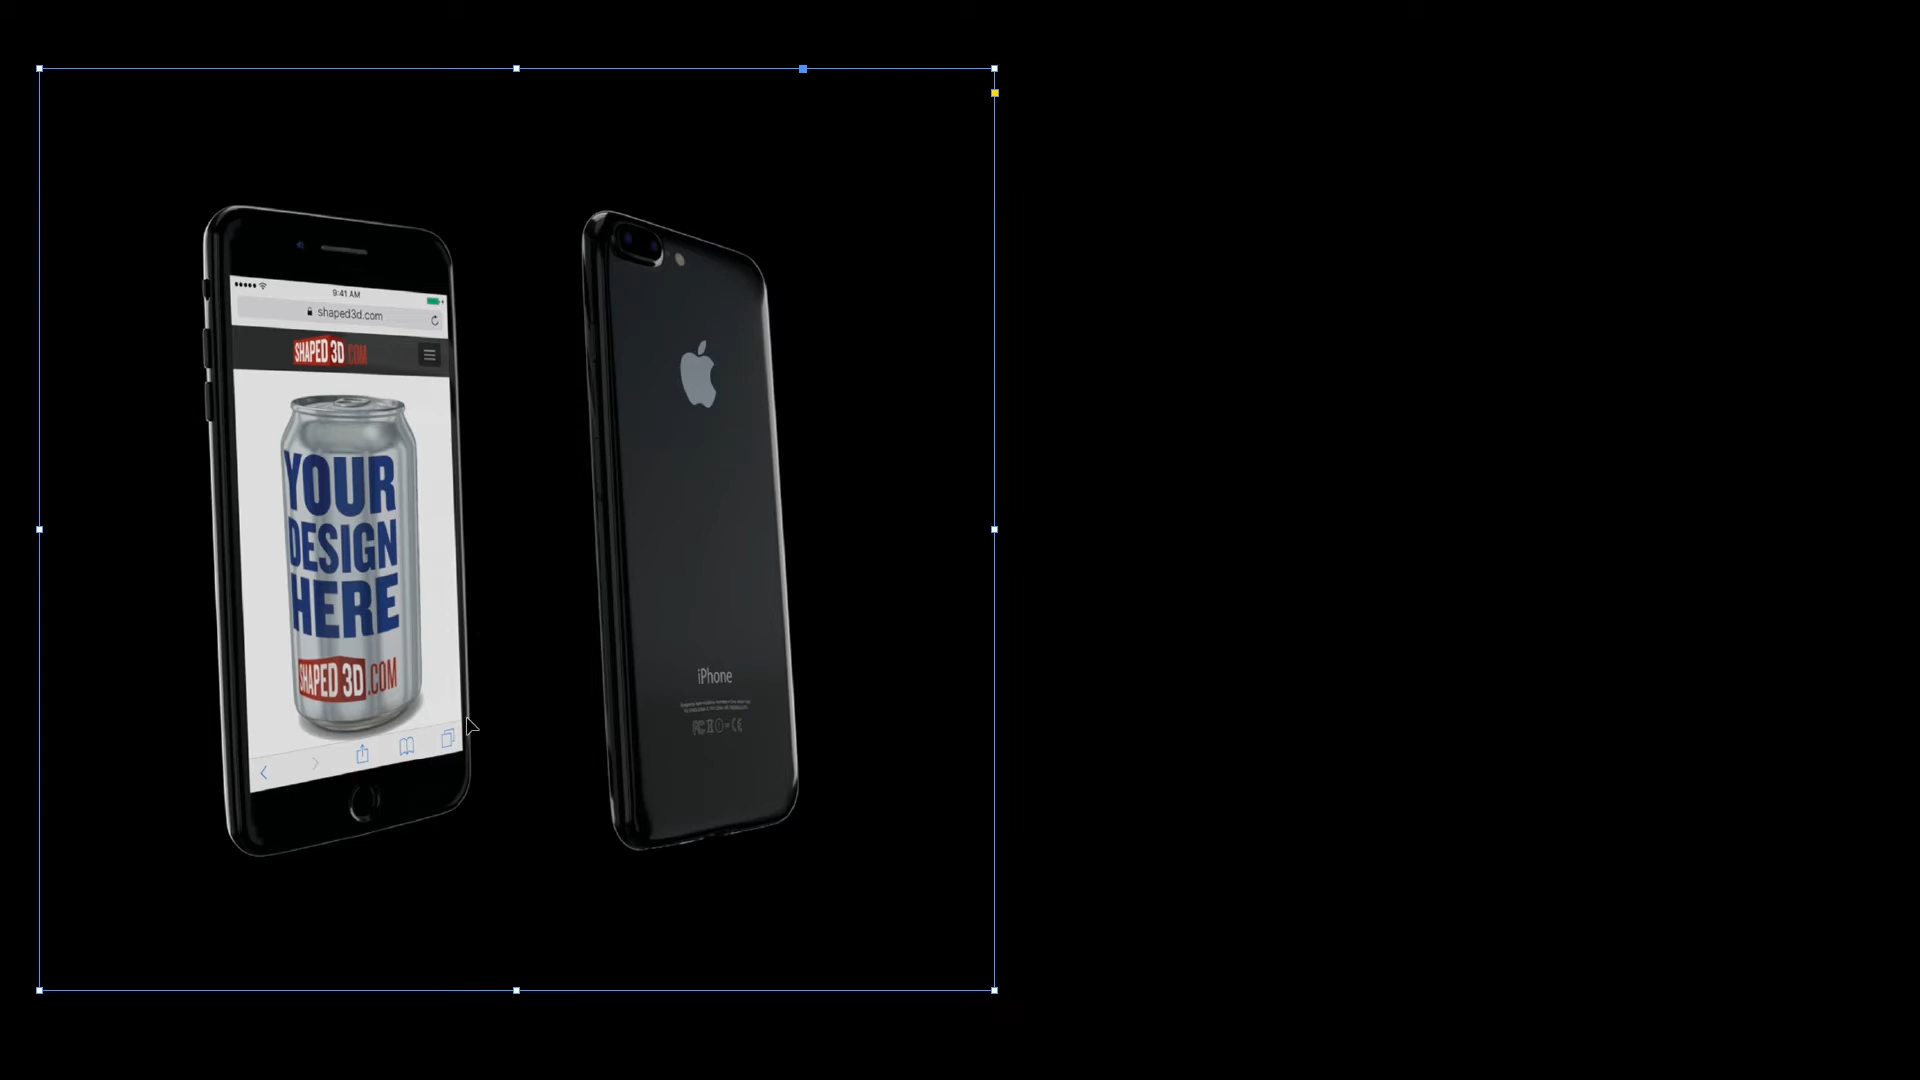 9:41 AM
shaped3d.com
SHAPED 3D.COM
YOUR
DESIGN
HERE
SHAPED 3D.COM
iPhone